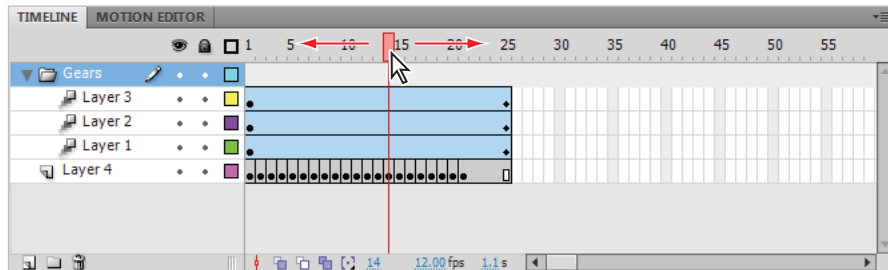 TIMELINE MOTION EDITOR
1 5 10 15 20 25 30 35 40 45 50 55
Gears
Layer 3
Layer 2
Layer 1
Layer 4
14 12.00 fps 1.1 s